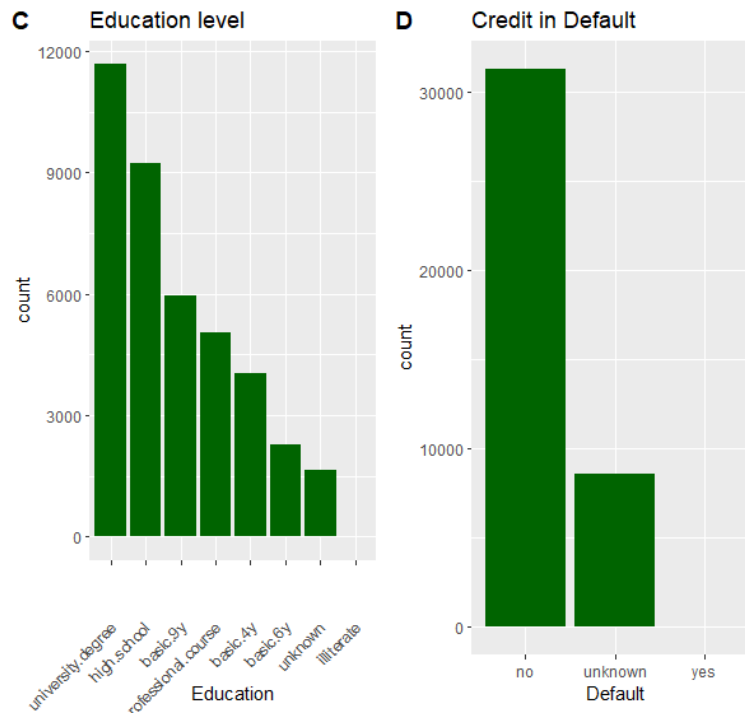 C Education level
12000
9000
6000
3000
0
count
university.degree
high.school
basic.9y
rofessional.course
basic.4y
basic.6y
unknown
illiterate
Education
D Credit in Default
30000
20000
10000
0
count
no unknown yes
Default